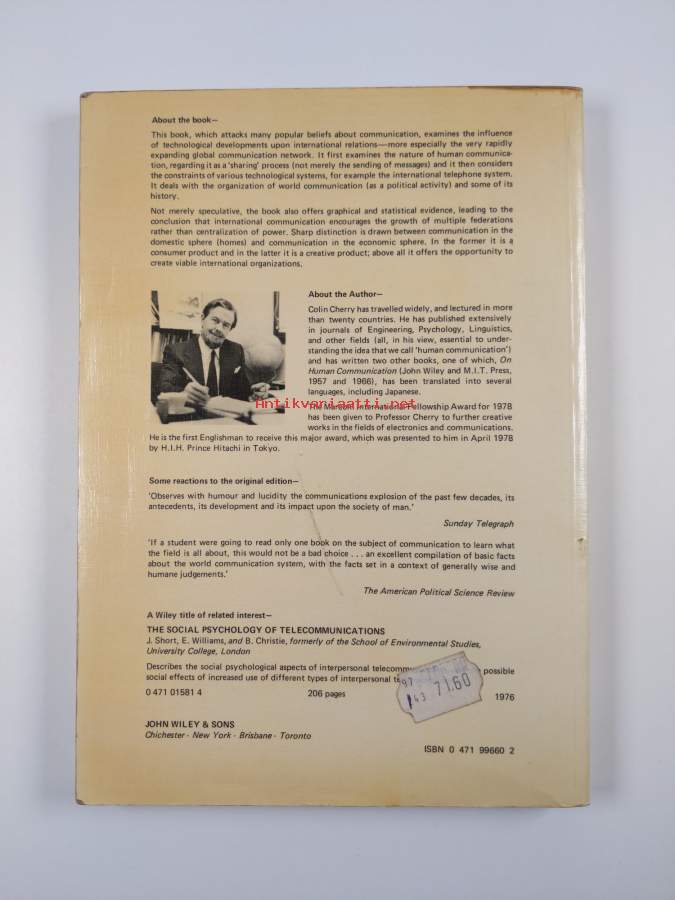 About the book—
This book, which attacks many popular beliefs about communication, examines the influence
of technological developments upon international relations—more especially the very rapidly
expanding global communication network. It first examines the nature of human communica-
tion, regarding it as a 'sharing' process (not merely the sending of messages) and it then considers
the constraints of various technological systems, for example the international telephone system.
It deals with the organization of world communication (as a political activity) and some of its
history.
Not merely speculative, the book also offers graphical and statistical evidence, leading to the
conclusion that international communication encourages the growth of multiple federations
rather than centralization of power. Sharp distinction is drawn between communication in the
domestic sphere (homes) and communication in the economic sphere. In the former it is a
consumer product and in the latter it is a creative product; above all it offers the opportunity to
create viable international organizations.
About the Author—
Colin Cherry has travelled widely, and lectured in more
than twenty countries. He has published extensively
in journals of Engineering, Psychology, Linguistics,
and other fields (all, in his view, essential to under-
standing the idea that we call 'human communication')
and has written two other books, one of which, On
Human Communication (John Wiley and M.I.T. Press,
1957 and 1966), has been translated into several
languages, including Japanese.
Antikvariaatti.net
The Marconi International Fellowship Award for 1978
has been given to Professor Cherry to further creative
works in the fields of electronics and communications.
He is the first Englishman to receive this major award, which was presented to him in April 1978
by H.I.H. Prince Hitachi in Tokyo.
Some reactions to the original edition—
'Observes with humour and lucidity the communications explosion of the past few decades, its
antecedents, its development and its impact upon the society of man.'
Sunday Telegraph
'If a student were going to read only one book on the subject of communication to learn what
the field is all about, this would not be a bad choice . . . an excellent compilation of basic facts
about the world communication system, with the facts set in a context of generally wise and
humane judgements.'
The American Political Science Review
A Wiley title of related interest—
THE SOCIAL PSYCHOLOGY OF TELECOMMUNICATIONS
J. Short, E. Williams, and B. Christie, formerly of the School of Environmental Studies,
University College, London
Describes the social psychological aspects of interpersonal telecomm possible
social effects of increased use of different types of interpersonal
97
143 71.60
0 471 01581 4 206 pages 1976
JOHN WILEY & SONS
Chichester · New York · Brisbane · Toronto
ISBN 0 471 99660 2